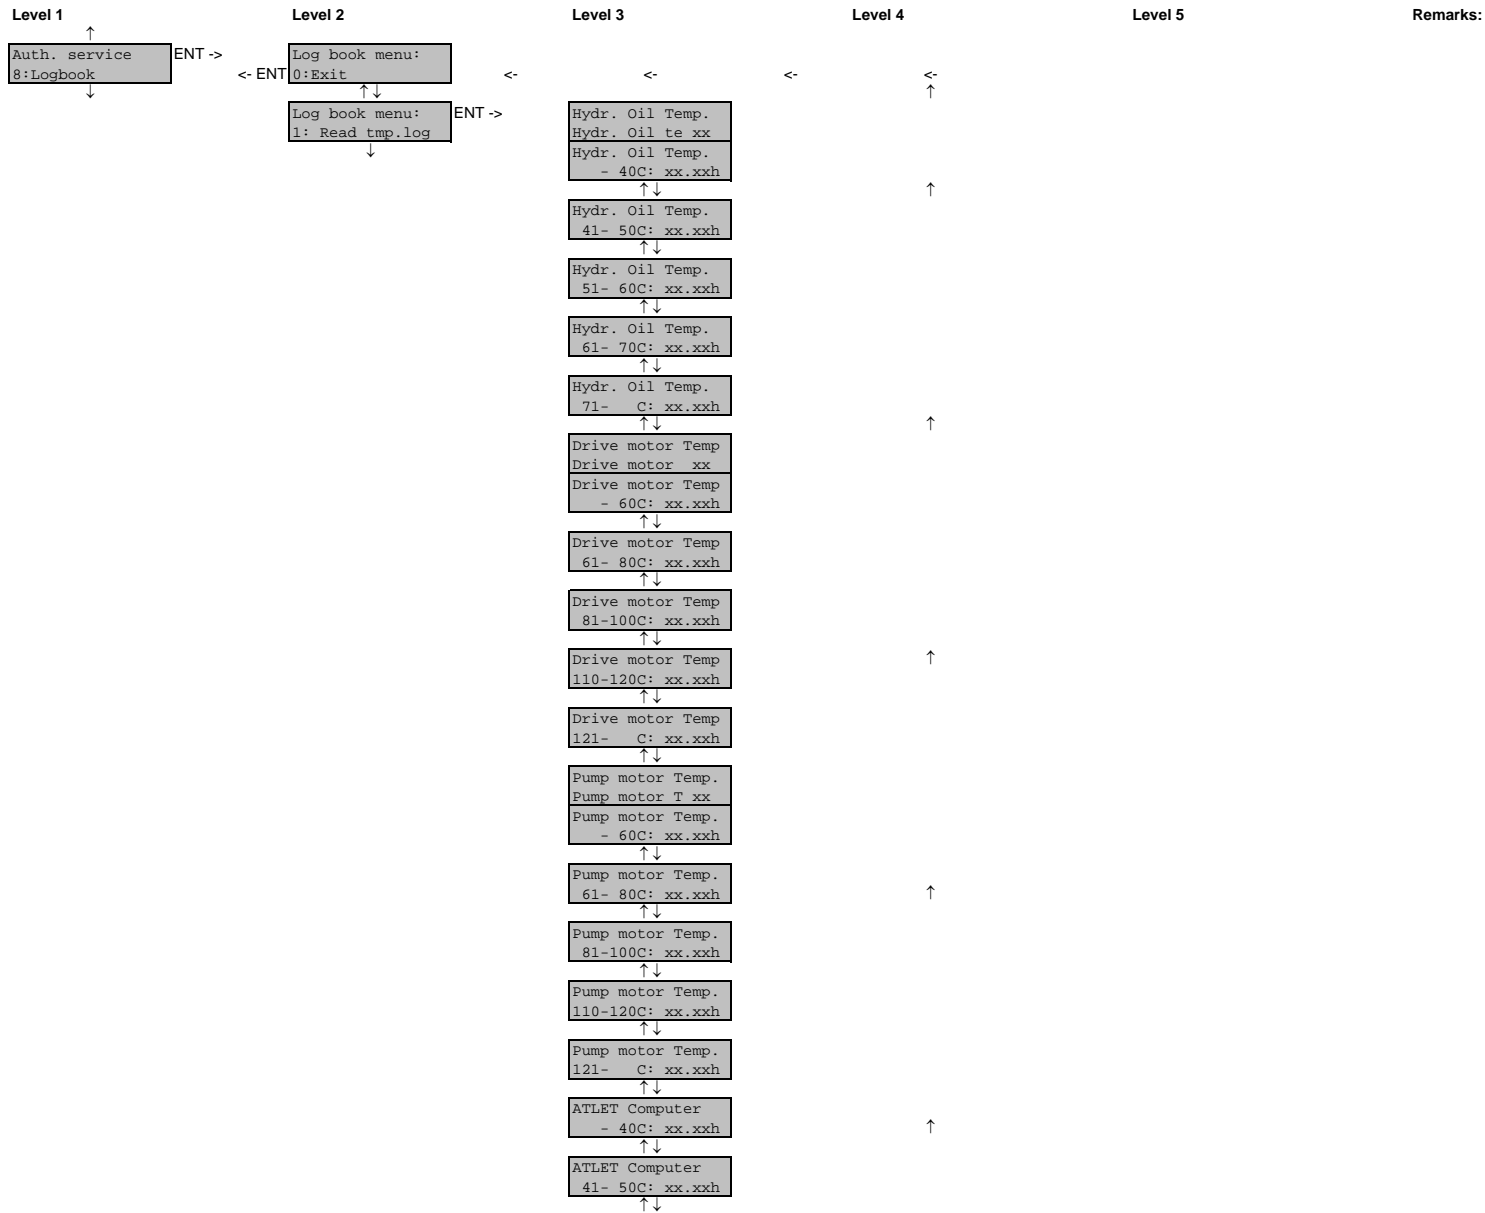 Level 1 Level 2 Level 3 Level 4 Level 5 Remarks:
↑
Auth. service ENT -> Log book menu:
8:Logbook <- ENT 0:Exit <- <- <- <-
↓ ↑↓ ↑
Log book menu: ENT -> Hydr. Oil Temp.
1: Read tmp.log Hydr. Oil te xx
↓ Hydr. Oil Temp.
- 40C: xx.xxh
↑↓ ↑
Hydr. Oil Temp.
41- 50C: xx.xxh
↑↓
Hydr. Oil Temp.
51- 60C: xx.xxh
↑↓
Hydr. Oil Temp.
61- 70C: xx.xxh
↑↓
Hydr. Oil Temp.
71-   C: xx.xxh
↑↓ ↑
Drive motor Temp
Drive motor  xx
Drive motor Temp
- 60C: xx.xxh
↑↓
Drive motor Temp
61- 80C: xx.xxh
↑↓
Drive motor Temp
81-100C: xx.xxh
↑↓
Drive motor Temp ↑
110-120C: xx.xxh
↑↓
Drive motor Temp
121-   C: xx.xxh
↑↓
Pump motor Temp.
Pump motor T xx
Pump motor Temp.
- 60C: xx.xxh
↑↓
Pump motor Temp.
61- 80C: xx.xxh ↑
↑↓
Pump motor Temp.
81-100C: xx.xxh
↑↓
Pump motor Temp.
110-120C: xx.xxh
↑↓
Pump motor Temp.
121-   C: xx.xxh
↑↓
ATLET Computer
- 40C: xx.xxh ↑
↑↓
ATLET Computer
41- 50C: xx.xxh
↑↓